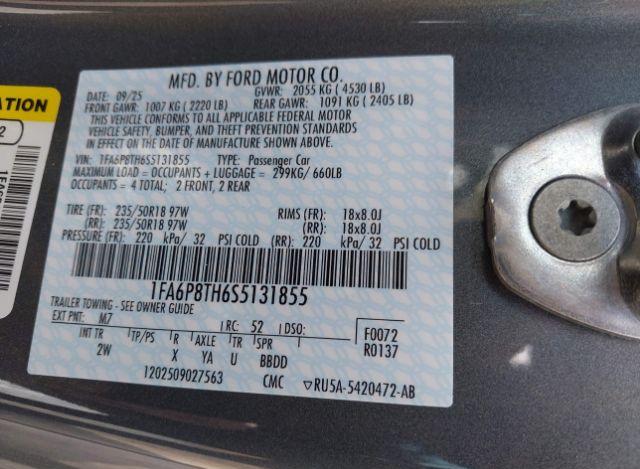 MFD. BY FORD MOTOR CO.
DATE: 09/25 GVWR: 2055 KG ( 4530 LB)
FRONT GAWR: 1007 KG ( 2220 LB) REAR GAWR: 1091 KG ( 2405 LB)
THIS VEHICLE CONFORMS TO ALL APPLICABLE FEDERAL MOTOR
VEHICLE SAFETY, BUMPER, AND THEFT PREVENTION STANDARDS
IN EFFECT ON THE DATE OF MANUFACTURE SHOWN ABOVE.
VIN: 1FA6P8TH6S5131855 TYPE: Passenger Car
MAXIMUM LOAD = OCCUPANTS + LUGGAGE = 299KG/ 660LB
OCCUPANTS = 4 TOTAL; 2 FRONT, 2 REAR
TIRE (FR): 235/50R18 97W RIMS (FR): 18x8.0J
(RR): 235/50R18 97W (RR): 18x8.0J
PRESSURE (FR): 220 kPa/ 32 PSI COLD (RR): 220 kPa/ 32 PSI COLD
1FA6P8TH6S5131855
TRAILER TOWING - SEE OWNER GUIDE
EXT PNT: M7 RC: 52 DSO: F0072
INT TR TP/PS R AXLE TR SPR R0137
2W X YA U BBDD
1202509027563 CMC RU5A-5420472-AB
ATION
2